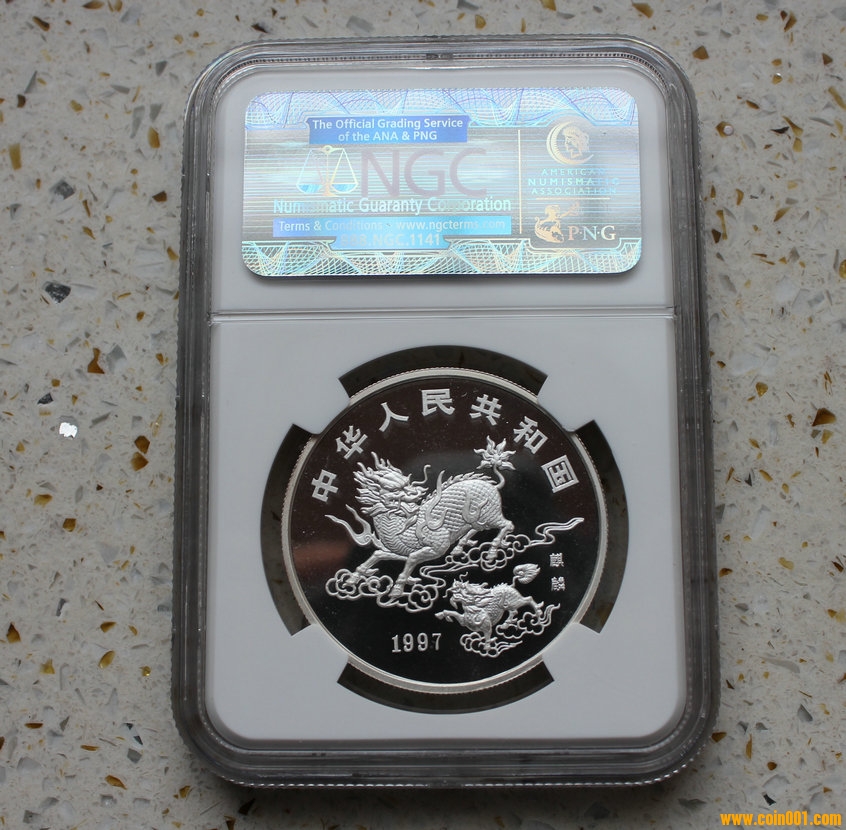 The Official Grading Service
of the ANA & PNG
NGC
Numismatic Guaranty Corporation
Terms & Conditions • www.ngcterms.com
AMERICAN
NUMISMATIC
ASSOCIATION
P·N·G
中华人民共和国
麒
麟
1997
www.coin001.com